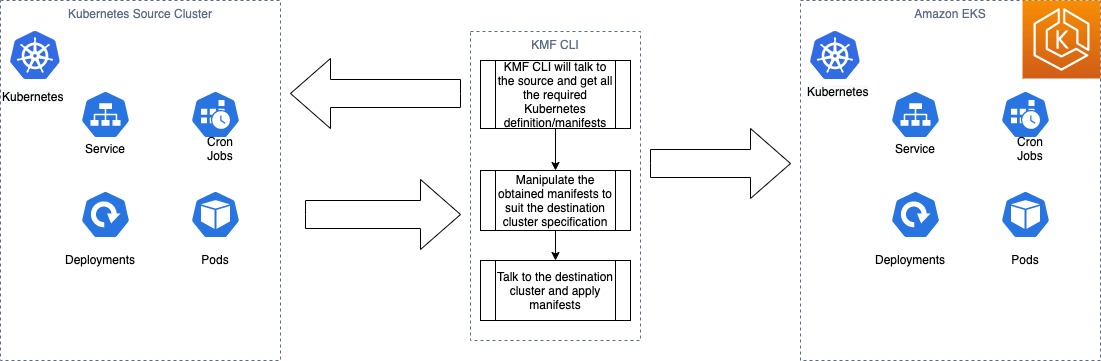 Kubernetes Source Cluster
Kubernetes
Service
Cron
Jobs
Deployments
Pods
KMF CLI
KMF CLI will talk to
the source and get all
the required
Kubernetes
definition/manifests
Manipulate the
obtained manifests to
suit the destination
cluster specification
Talk to the destination
cluster and apply
manifests
Amazon EKS
K
Kubernetes
Service
Cron
Jobs
Deployments
Pods